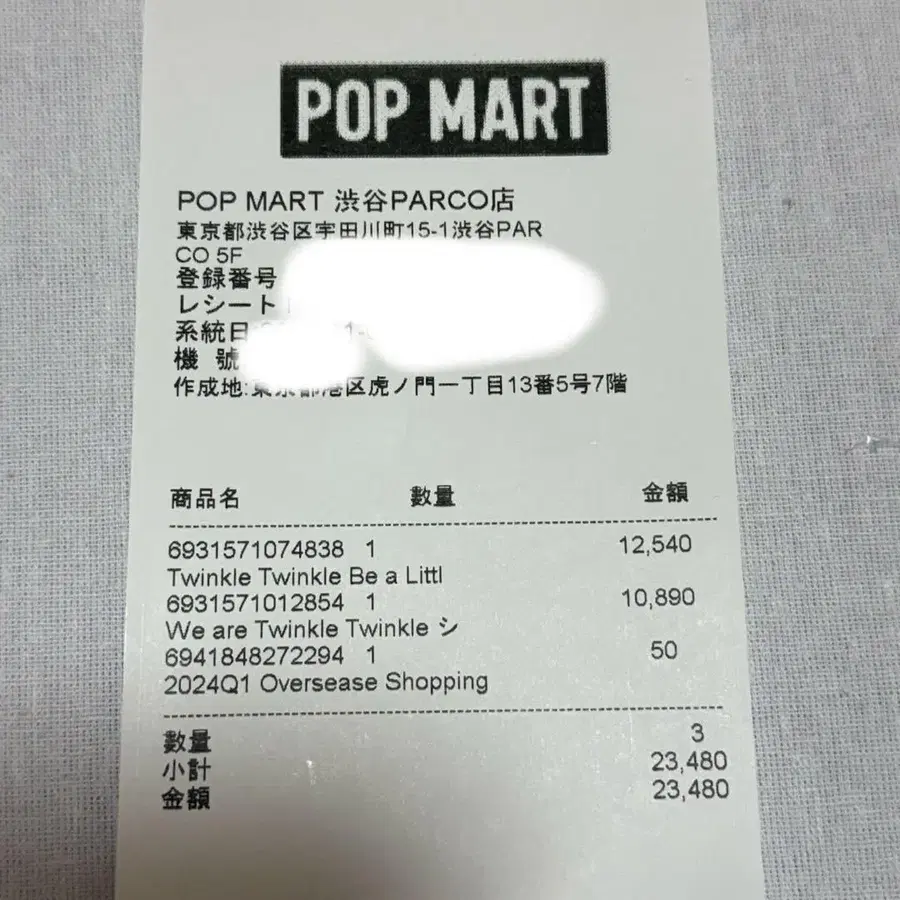 POP MART
POP MART 渋谷PARCO店
東京都渋谷区宇田川町15-1渋谷PAR
CO 5F
登録番号
レシート
系統日
機 號
作成地:東京都港区虎ノ門一丁目13番5号7階
商品名 數量 金額
6931571074838 1 12,540
Twinkle Twinkle Be a Littl
6931571012854 1 10,890
We are Twinkle Twinkle シ
6941848272294 1 50
2024Q1 Oversease Shopping
數量 3
小計 23,480
金額 23,480